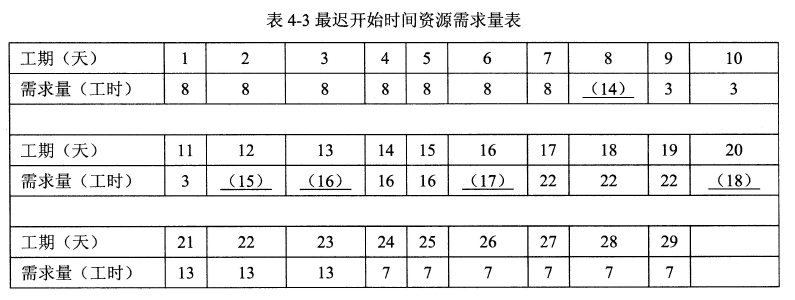 表 4-3 最迟开始时间资源需求量表
工期（天） 1 2 3 4 5 6 7 8 9 10
需求量（工时） 8 8 8 8 8 8 8 （14） 3 3
工期（天） 11 12 13 14 15 16 17 18 19 20
需求量（工时） 3 （15） （16） 16 16 （17） 22 22 22 （18）
工期（天） 21 22 23 24 25 26 27 28 29
需求量（工时） 13 13 13 7 7 7 7 7 7